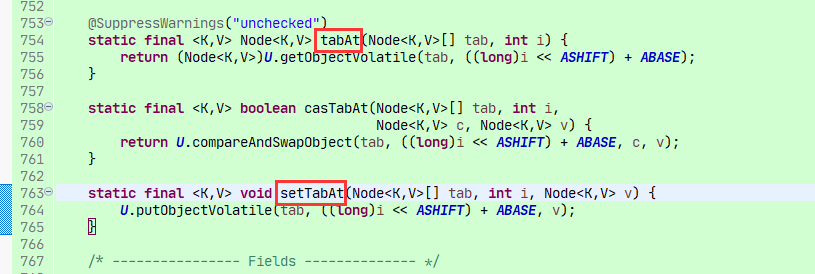 752
753 @SuppressWarnings("unchecked")
754 static final <K,V> Node<K,V> tabAt(Node<K,V>[] tab, int i) {
755 return (Node<K,V>)U.getObjectVolatile(tab, ((long)i << ASHIFT) + ABASE);
756 }
757
758 static final <K,V> boolean casTabAt(Node<K,V>[] tab, int i,
759 Node<K,V> c, Node<K,V> v) {
760 return U.compareAndSwapObject(tab, ((long)i << ASHIFT) + ABASE, c, v);
761 }
762
763 static final <K,V> void setTabAt(Node<K,V>[] tab, int i, Node<K,V> v) {
764 U.putObjectVolatile(tab, ((long)i << ASHIFT) + ABASE, v);
765 }
766
767 /* ---------------- Fields -------------- */